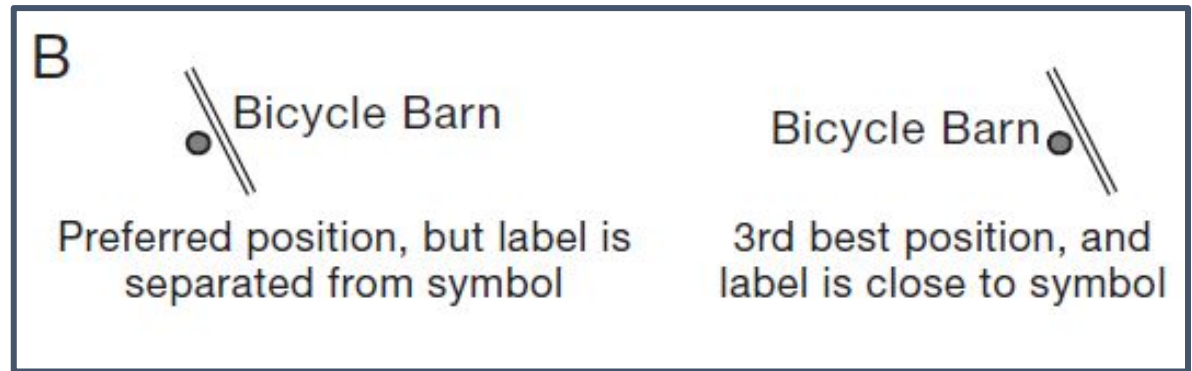 B
Bicycle Barn
Preferred position, but label is
separated from symbol
Bicycle Barn
3rd best position, and
label is close to symbol